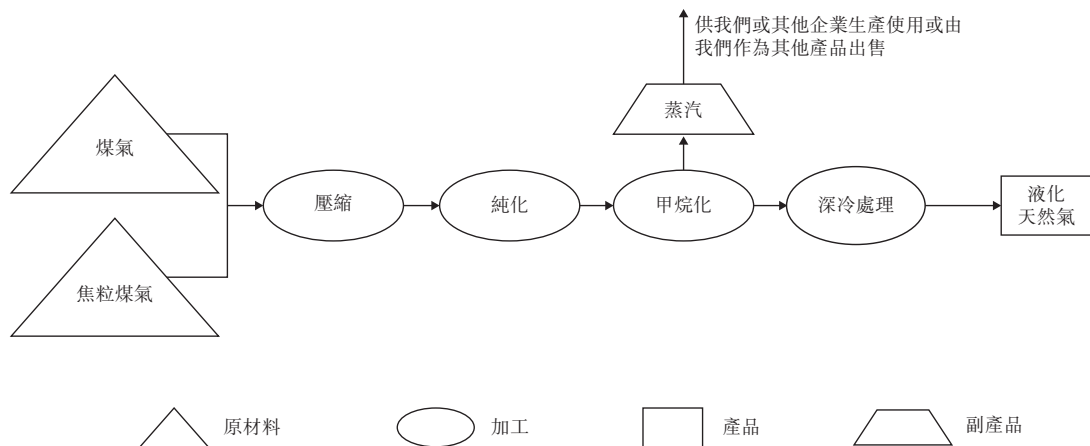 供我們或其他企業生產使用或由
我們作為其他產品出售
蒸汽
煤氣
壓縮
純化
甲烷化
深冷處理
液化
天然氣
焦粒煤氣
原材料
加工
產品
副產品